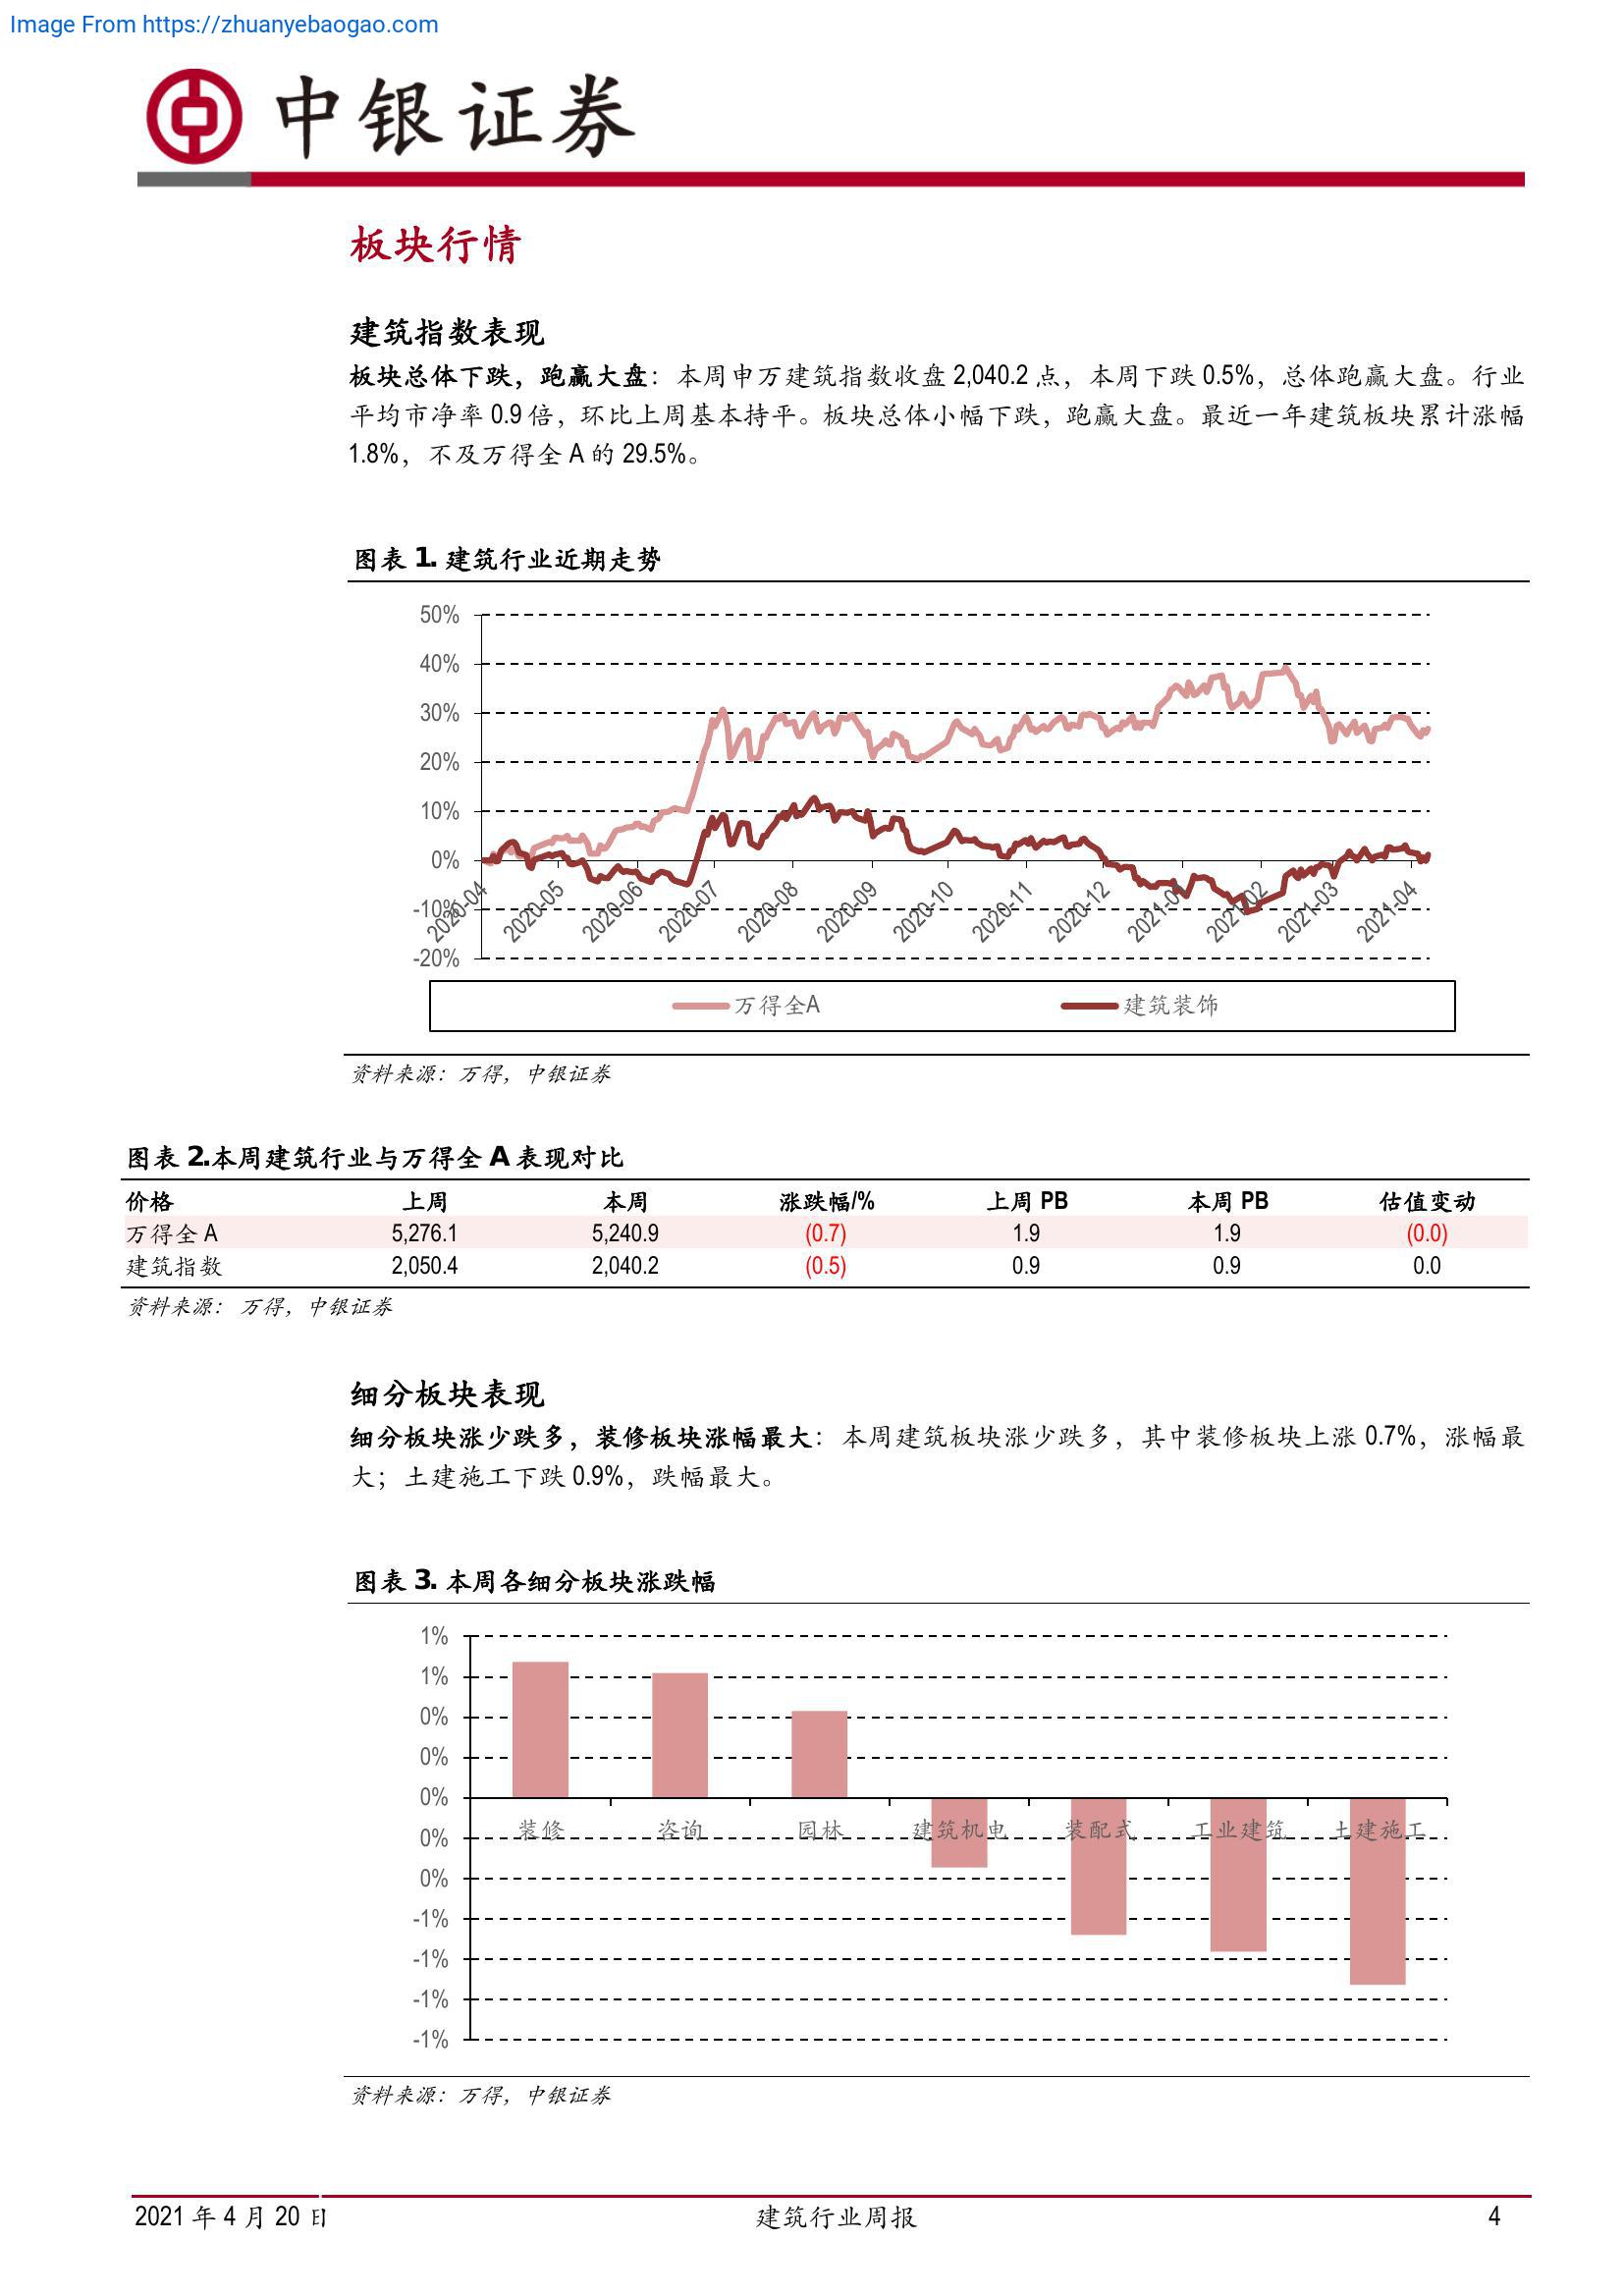 Image From https://zhuanyebaogao.com
中银证券
板块行情
建筑指数表现
板块总体下跌，跑赢大盘：本周申万建筑指数收盘 2,040.2 点，本周下跌 0.5%，总体跑赢大盘。行业
平均市净率 0.9 倍，环比上周基本持平。板块总体小幅下跌，跑赢大盘。最近一年建筑板块累计涨幅
1.8%，不及万得全 A 的 29.5%。
图表 1. 建筑行业近期走势
50%
40%
30%
20%
10%
0%
-10%
-20%
2020-04 2020-05 2020-06 2020-07 2020-08 2020-09 2020-10 2020-11 2020-12 2021-01 2021-02 2021-03 2021-04
万得全A 建筑装饰
资料来源：万得，中银证券
图表 2.本周建筑行业与万得全 A 表现对比
价格 上周 本周 涨跌幅/% 上周 PB 本周 PB 估值变动
万得全 A 5,276.1 5,240.9 (0.7) 1.9 1.9 (0.0)
建筑指数 2,050.4 2,040.2 (0.5) 0.9 0.9 0.0
资料来源： 万得，中银证券
细分板块表现
细分板块涨少跌多，装修板块涨幅最大：本周建筑板块涨少跌多，其中装修板块上涨 0.7%，涨幅最
大；土建施工下跌 0.9%，跌幅最大。
图表 3. 本周各细分板块涨跌幅
1%
1%
0%
0%
0%
0%
0%
-1%
-1%
-1%
-1%
装修 咨询 园林 建筑机电 装配式 工业建筑 土建施工
资料来源：万得，中银证券
2021 年 4 月 20 日 建筑行业周报 4